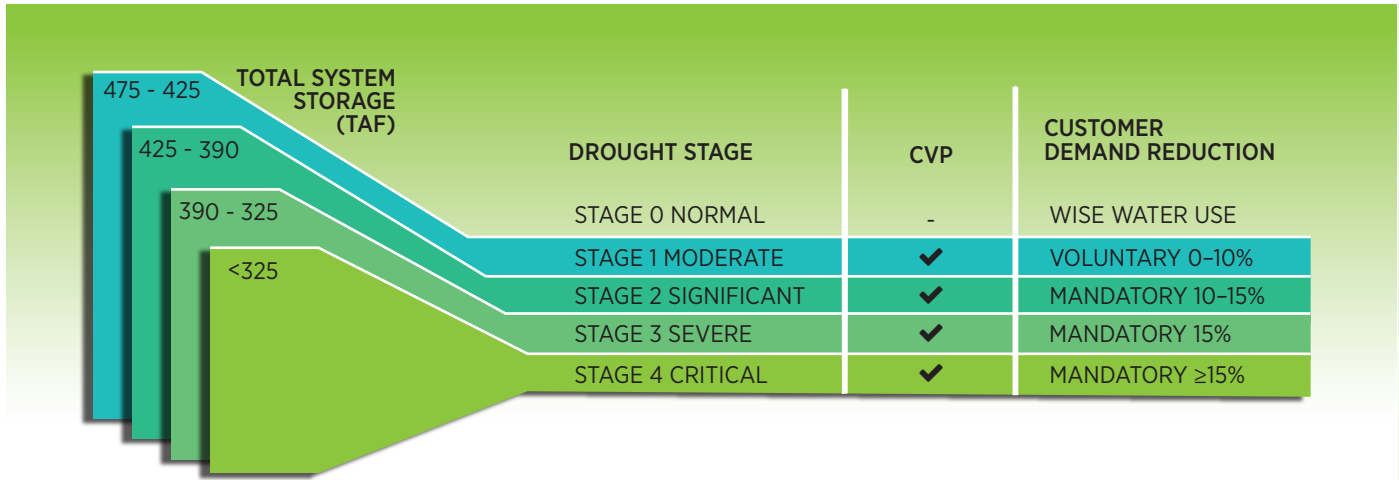 475 - 425
TOTAL SYSTEM
STORAGE
(TAF)
425 - 390
390 - 325
<325
DROUGHT STAGE
CVP
CUSTOMER
DEMAND REDUCTION
STAGE 0 NORMAL - WISE WATER USE
STAGE 1 MODERATE ✔ VOLUNTARY 0–10%
STAGE 2 SIGNIFICANT ✔ MANDATORY 10–15%
STAGE 3 SEVERE ✔ MANDATORY 15%
STAGE 4 CRITICAL ✔ MANDATORY ≥15%